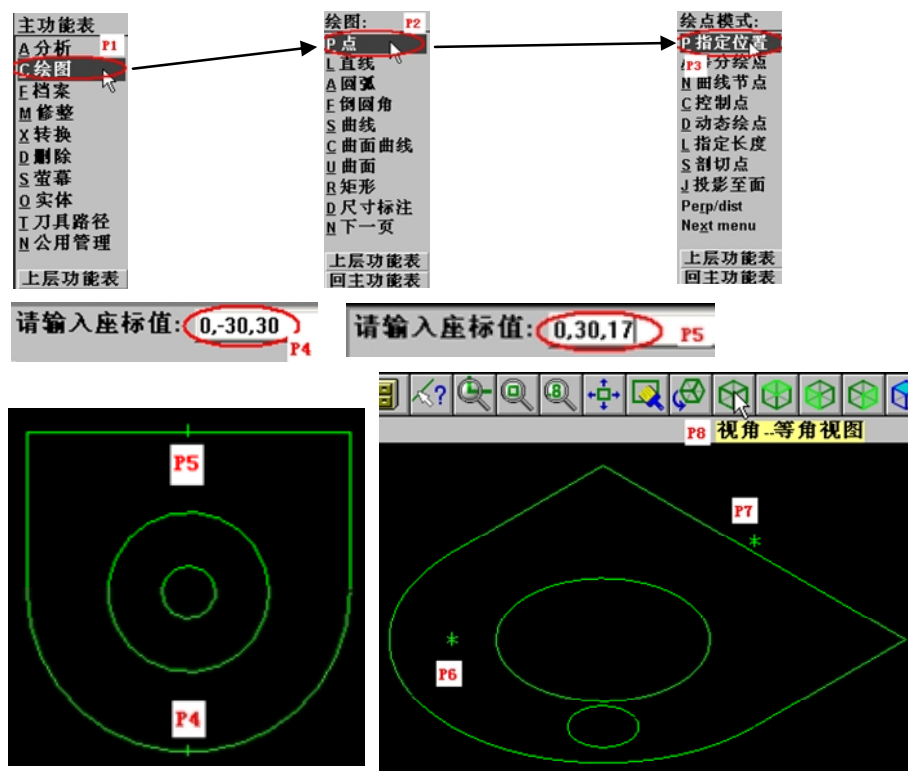 主功能表
A 分析
P1
C 绘图
F 档案
M 修整
X 转换
D 删除
S 萤幕
O 实体
T 刀具路径
N 公用管理
上层功能表
绘图:
P2
P 点
L 直线
A 圆弧
F 倒圆角
S 曲线
C 曲面曲线
U 曲面
R 矩形
D 尺寸标注
N 下一页
上层功能表
回主功能表
绘点模式:
P 指定位置
P3
等分绘点
N 曲线节点
C 控制点
D 动态绘点
L 指定长度
S 剖切点
J 投影至面
Perp/dist
Next menu
上层功能表
回主功能表
请输入座标值: 0,-30,30
P4
请输入座标值: 0,30,17
P5
P5
P4
?
8
P8
视角--等角视图
P7
P6